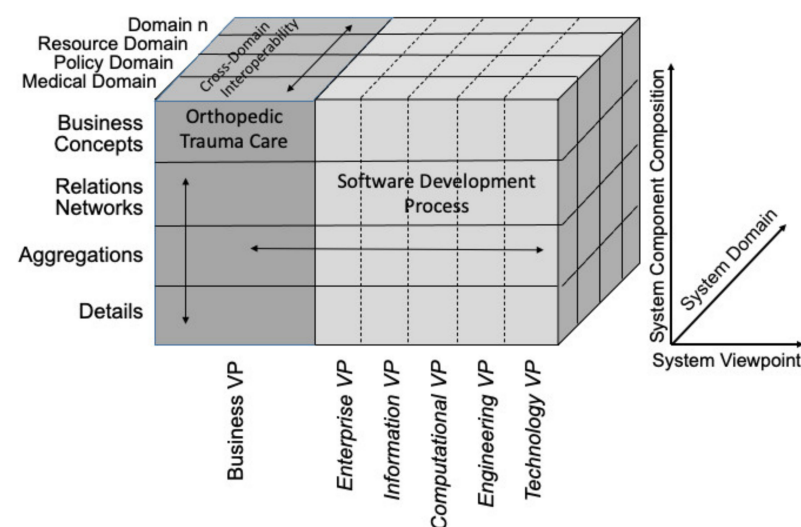 Domain n
Resource Domain
Policy Domain
Medical Domain
Cross-Domain
Interoperability
Business
Concepts
Orthopedic
Trauma Care
Relations
Networks
Software Development
Process
Aggregations
Details
Business VP
Enterprise VP
Information VP
Computational VP
Engineering VP
Technology VP
System Component Composition
System Domain
System Viewpoint